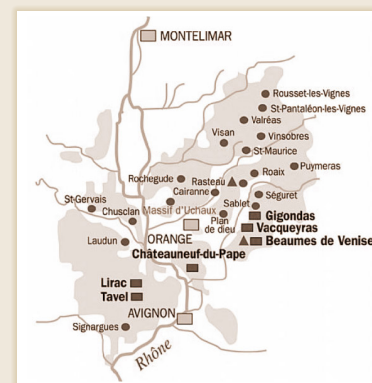 MONTELIMAR
Rousset-les-Vignes
St-Pantaléon-les-Vignes
Valréas
Visan
Vinsobres
St-Maurice
Puymeras
Rochegude
Rasteau
Roaix
Cairanne
St-Gervais
Massif d'Uchaux
Séguret
Sablet
Chusclan
Plan
de dieu
Gigondas
Vacqueyras
Laudun
ORANGE
Beaumes de Venise
Châteauneuf-du-Pape
Lirac
Tavel
AVIGNON
Signargues
Rhône